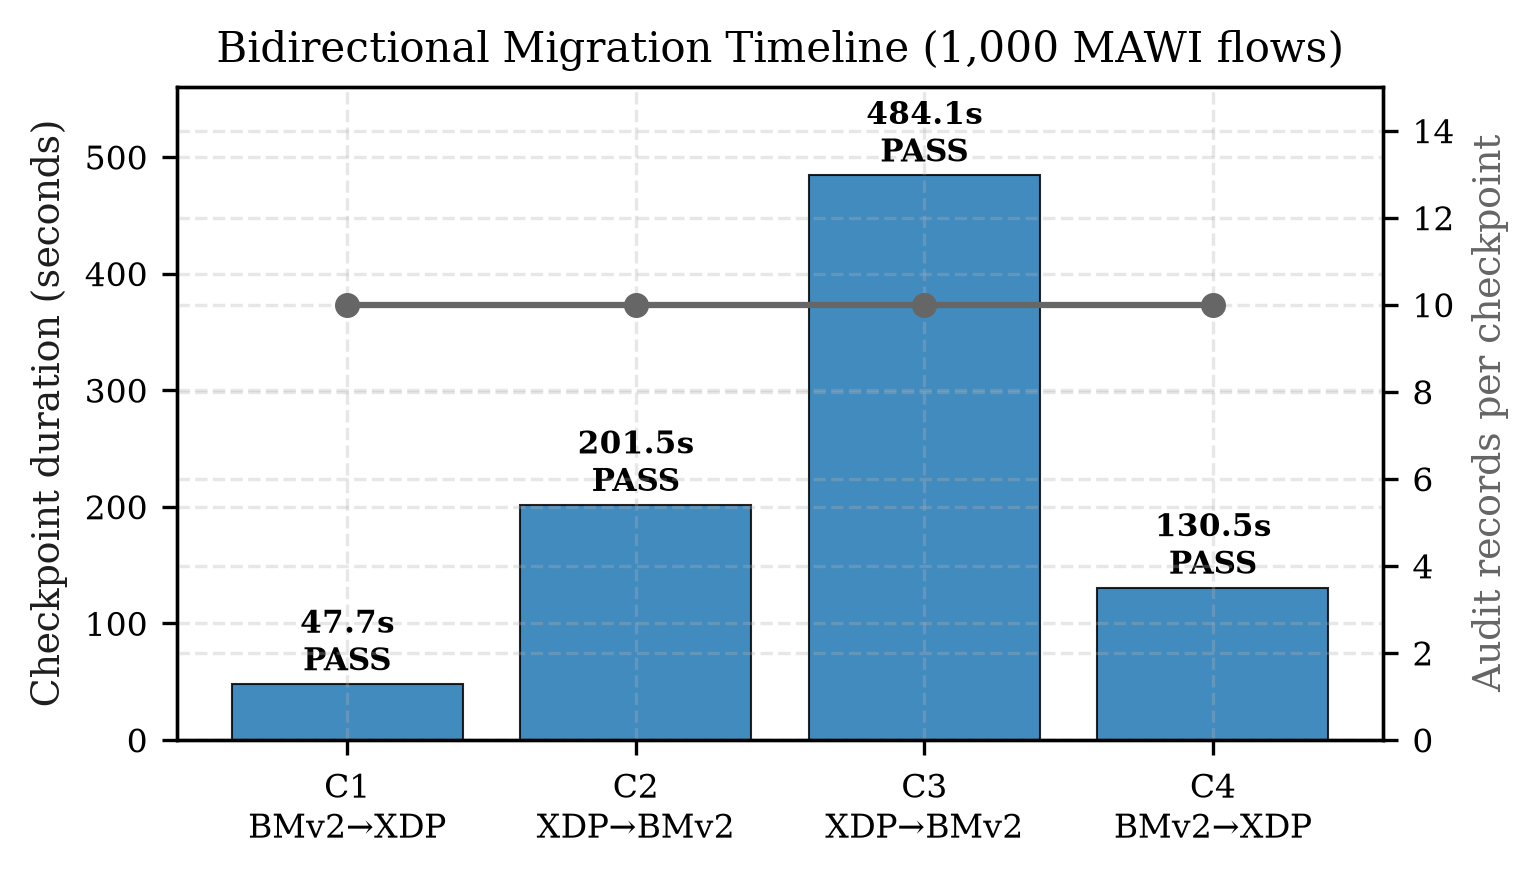 Bidirectional Migration Timeline (1,000 MAWI flows)
Checkpoint duration (seconds)
500
400
300
200
100
0
47.7s
PASS
201.5s
PASS
484.1s
PASS
130.5s
PASS
14
12
10
8
6
4
2
0
Audit records per checkpoint
C1
BMv2→XDP
C2
XDP→BMv2
C3
XDP→BMv2
C4
BMv2→XDP